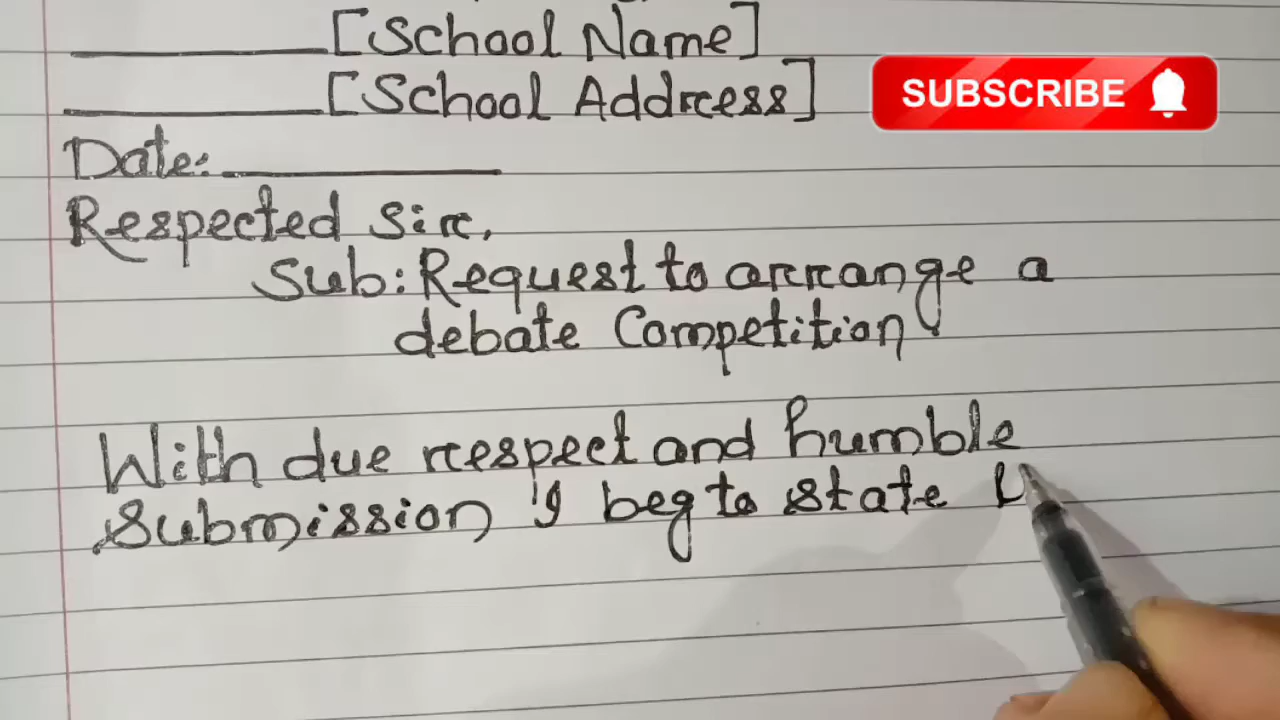 [School Name]
[School Address]
SUBSCRIBE
Date:
Respected Sir,
Sub: Request to arrange a
debate Competition
With due respect and humble
Submission I beg to state